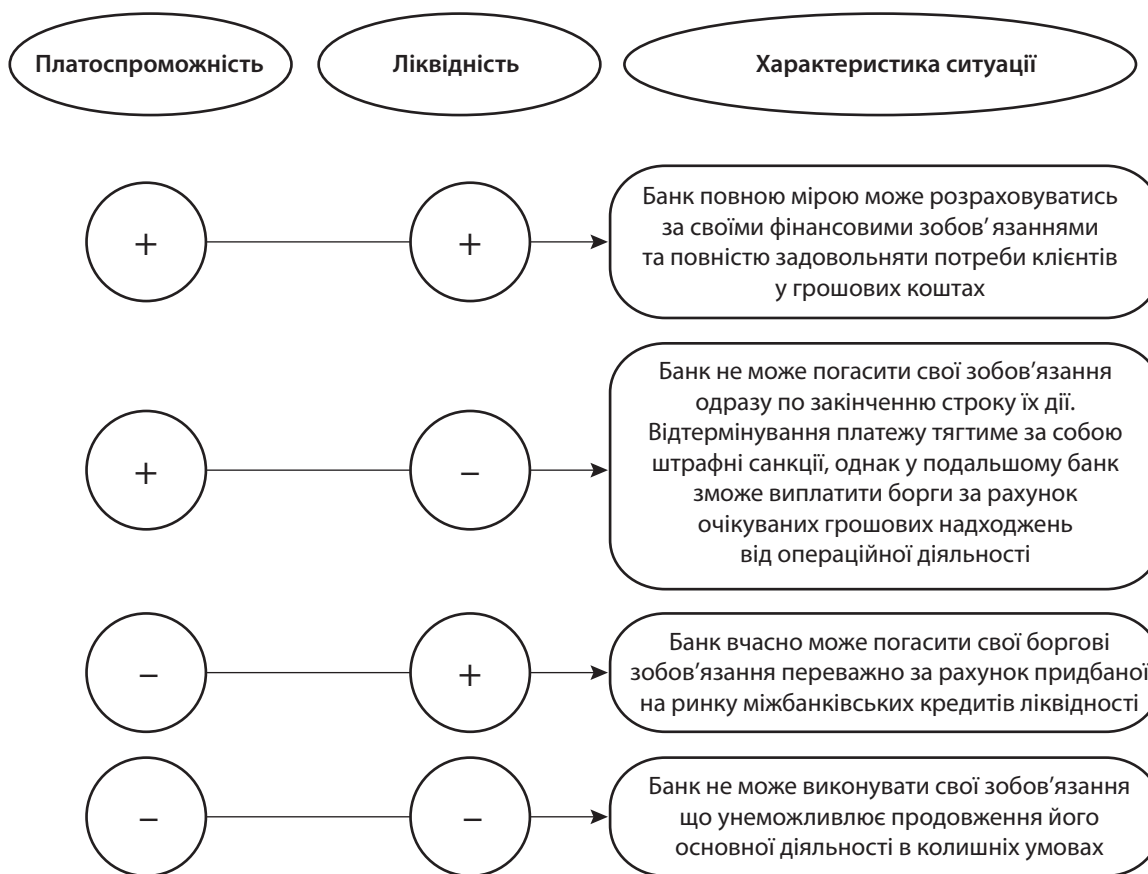 Платоспроможність
Ліквідність
Характеристика ситуації
+
+
Банк повною мірою може розраховуватись
за своїми фінансовими зобов' язаннями
та повністю задовольняти потреби клієнтів
у грошових коштах
+
–
Банк не може погасити свої зобов'язання
одразу по закінченню строку їх дії.
Відтермінування платежу тягтиме за собою
штрафні санкції, однак у подальшому банк
зможе виплатити борги за рахунок
очікуваних грошових надходжень
від операційної діяльності
–
+
Банк вчасно може погасити свої боргові
зобов'язання переважно за рахунок придбаної
на ринку міжбанківських кредитів ліквідності
–
–
Банк не може виконувати свої зобов'язання
що унеможливлює продовження його
основної діяльності в колишніх умовах